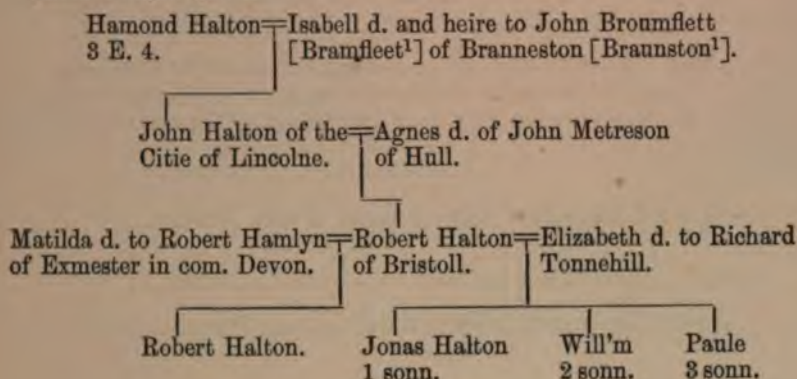 Hamond Halton=Isabell d. and heire to John Broumflett
3 E. 4. [Bramfleet¹] of Branneston [Braunston¹].
John Halton of the=Agnes d. of John Metreson
Citie of Lincolne. of Hull.
Matilda d. to Robert Hamlyn=Robert Halton=Elizabeth d. to Richard
of Exmester in com. Devon. of Bristoll. Tonnehill.
Robert Halton. Jonas Halton Will'm Paule
1 sonn. 2 sonn. 3 sonn.